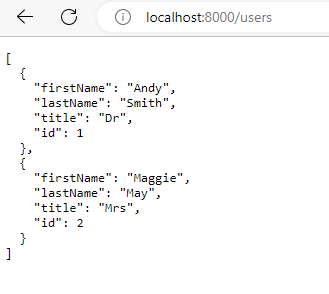 localhost:8000/users
[
  {
    "firstName": "Andy",
    "lastName": "Smith",
    "title": "Dr",
    "id": 1
  },
  {
    "firstName": "Maggie",
    "lastName": "May",
    "title": "Mrs",
    "id": 2
  }
]